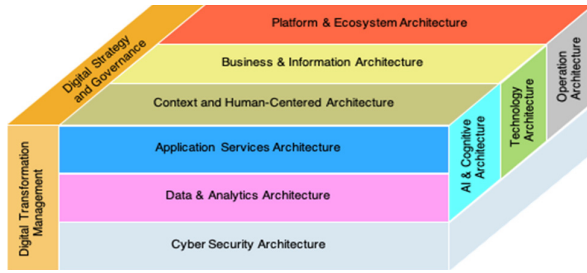 Platform & Ecosystem Architecture
Digital Strategy
and Governance
Business & Information Architecture
Context and Human-Centered Architecture
Operation
Architecture
Technology
Architecture
AI & Cognitive
Architecture
Application Services Architecture
Digital Transformation
Management
Data & Analytics Architecture
Cyber Security Architecture